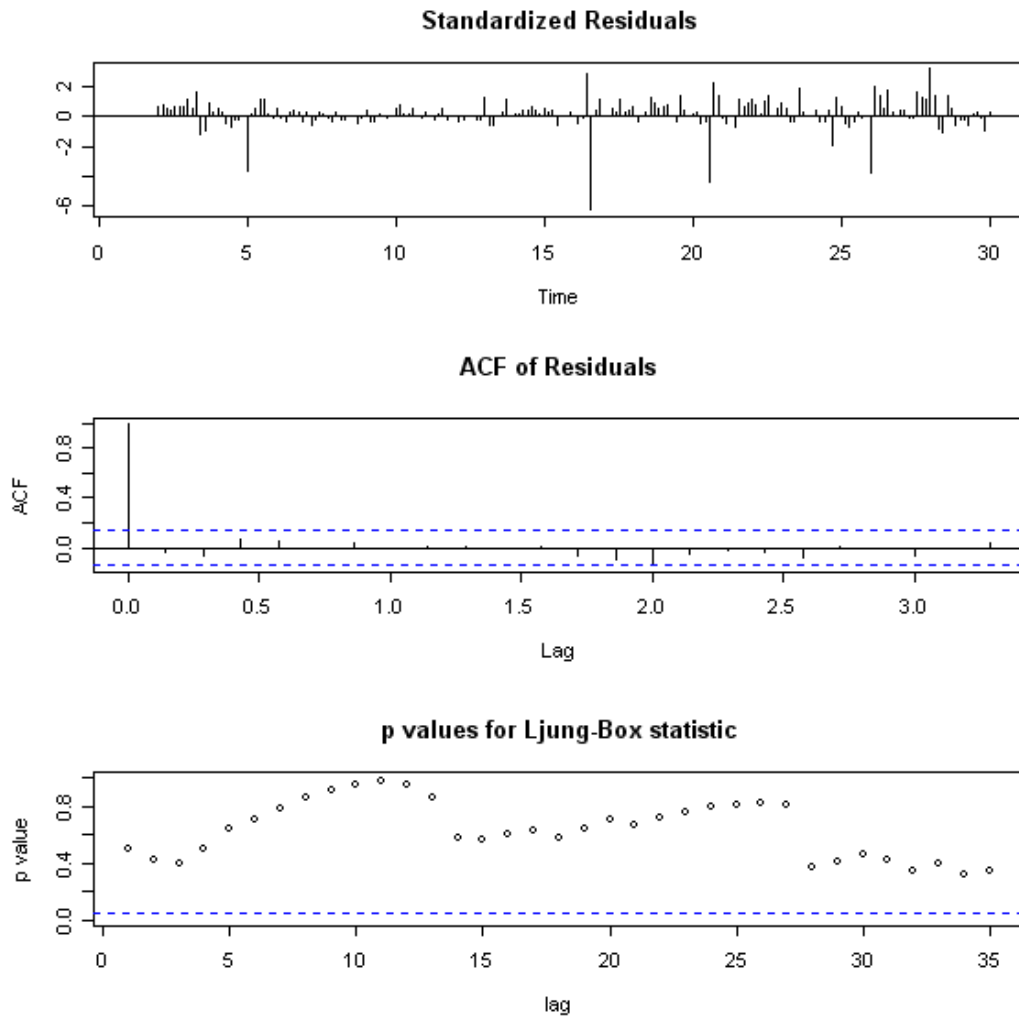 Standardized Residuals
2
0
-2
-6
0 5 10 15 20 25 30
Time
ACF of Residuals
ACF
0.8
0.4
0.0
0.0 0.5 1.0 1.5 2.0 2.5 3.0
Lag
p values for Ljung-Box statistic
p value
0.8
0.4
0.0
0 5 10 15 20 25 30 35
lag